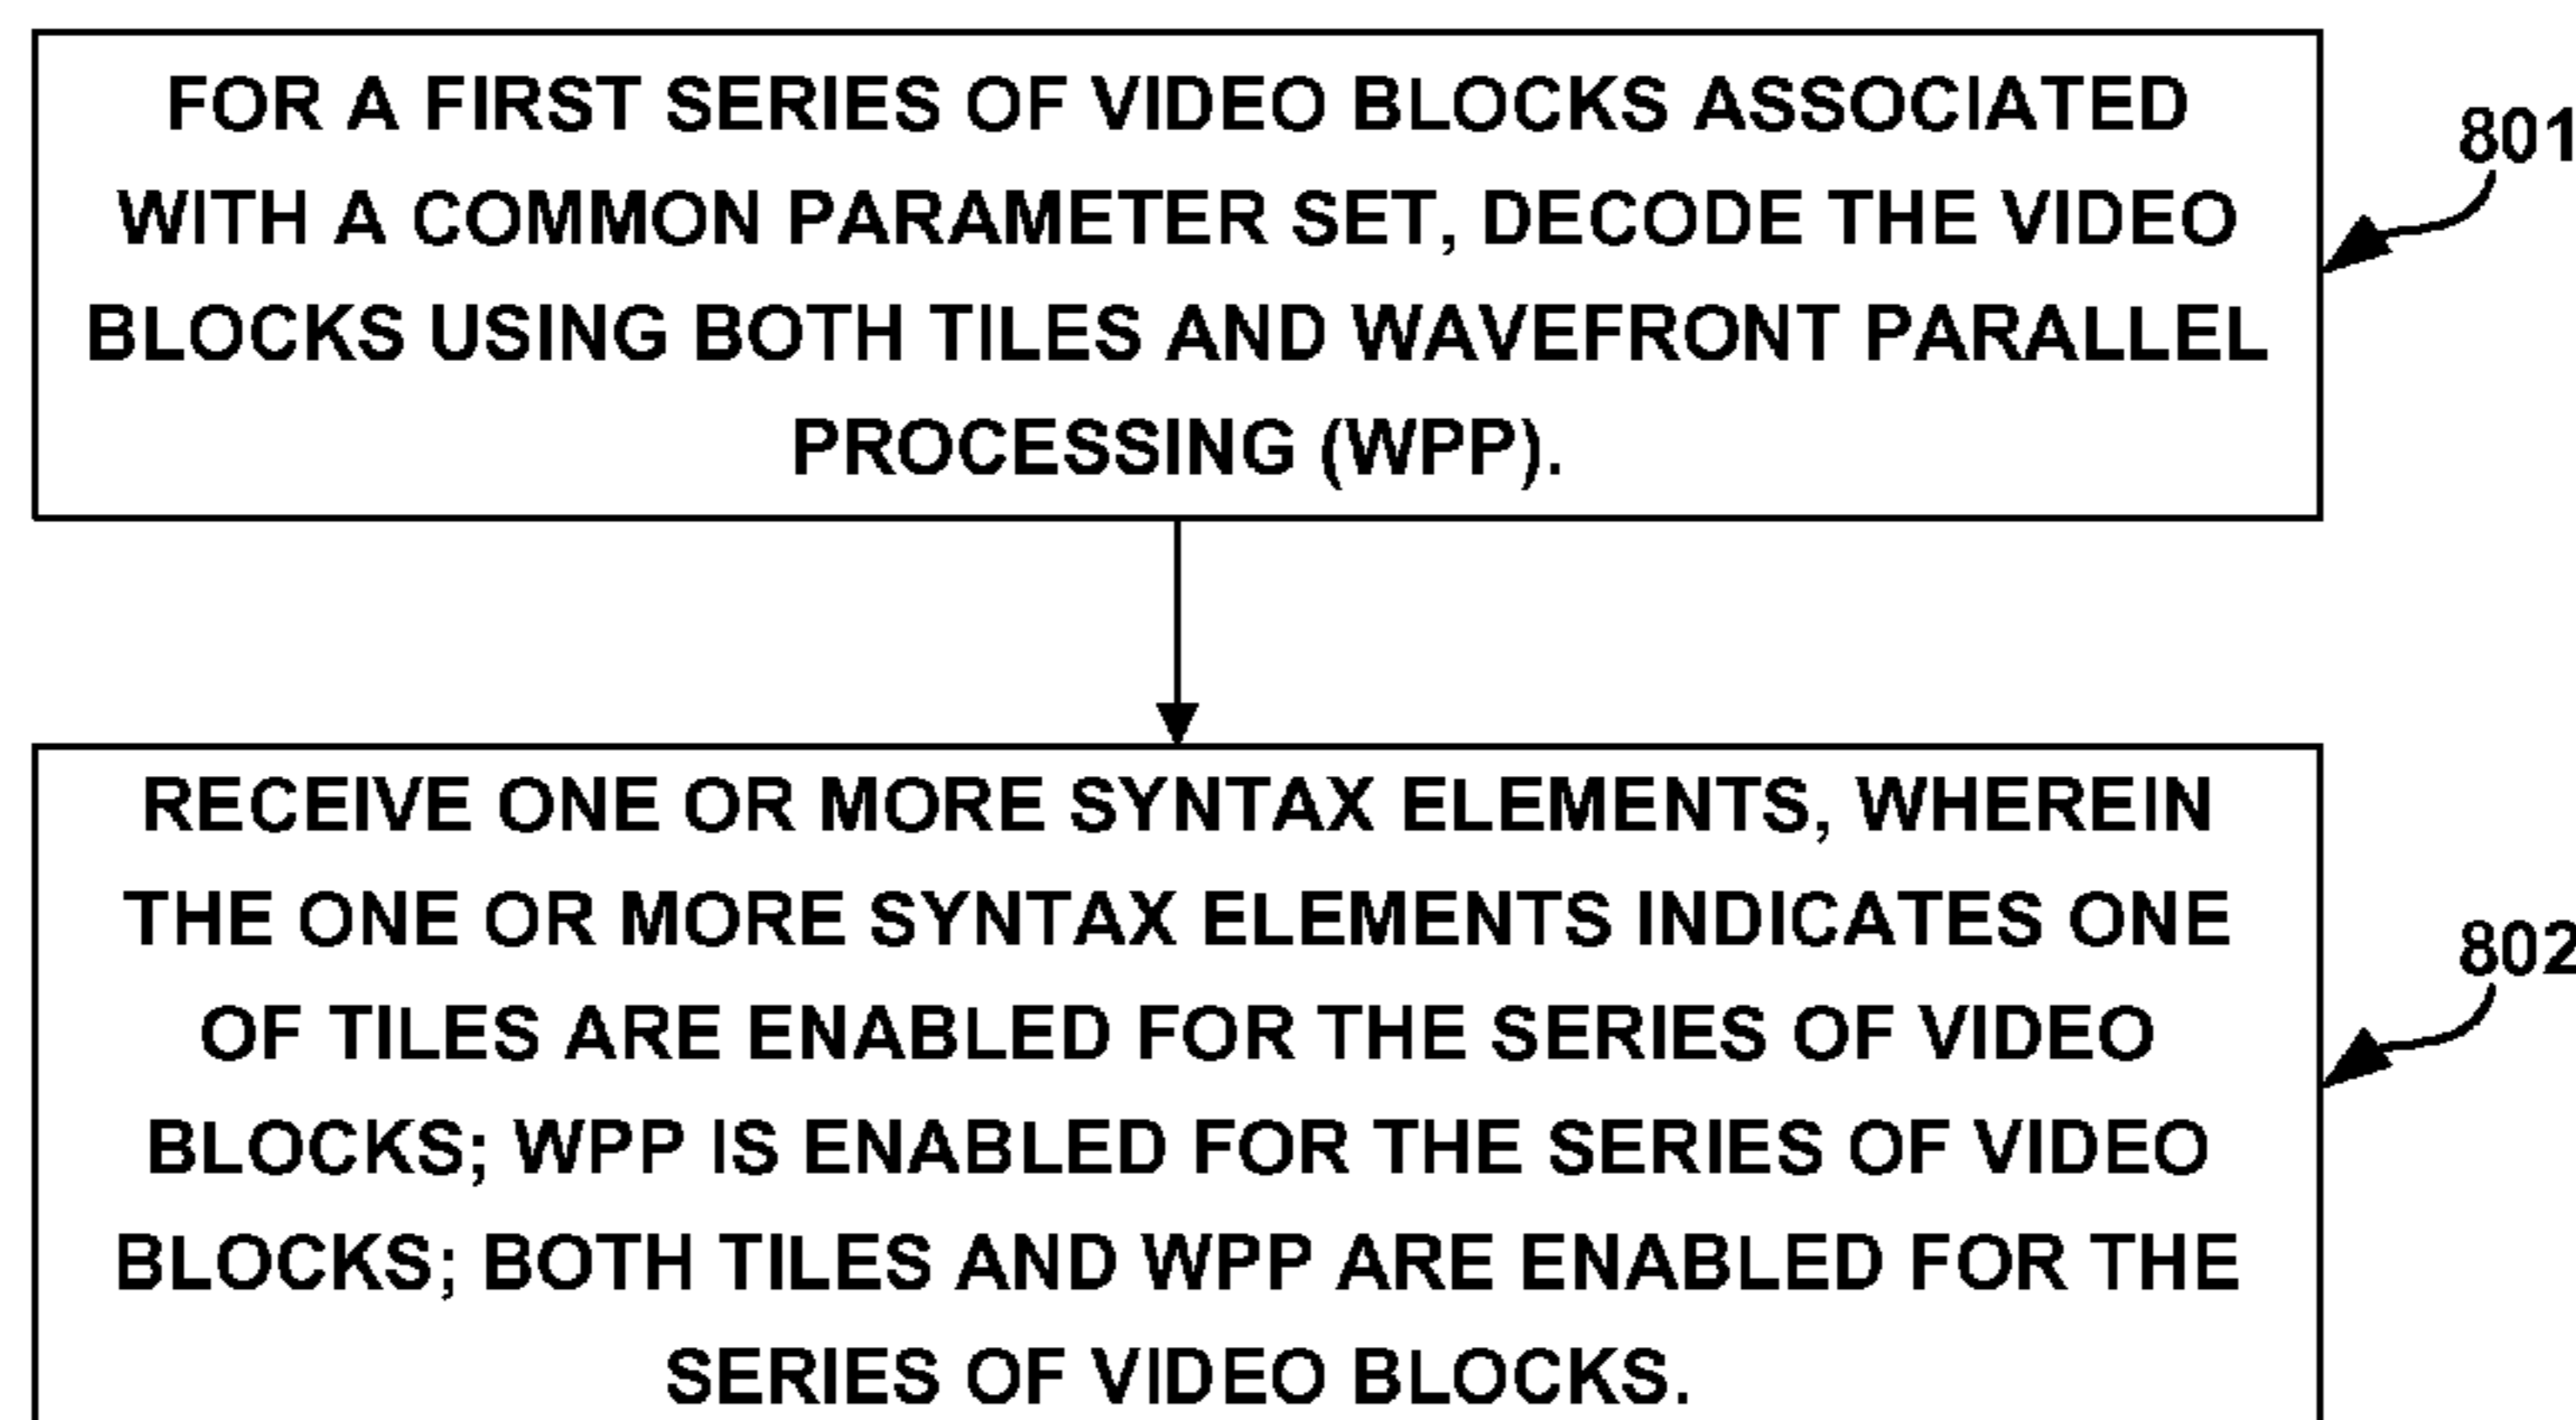 FOR A FIRST SERIES OF VIDEO BLOCKS ASSOCIATED
WITH A COMMON PARAMETER SET, DECODE THE VIDEO
BLOCKS USING BOTH TILES AND WAVEFRONT PARALLEL
PROCESSING (WPP).
801
RECEIVE ONE OR MORE SYNTAX ELEMENTS, WHEREIN
THE ONE OR MORE SYNTAX ELEMENTS INDICATES ONE
OF TILES ARE ENABLED FOR THE SERIES OF VIDEO
BLOCKS; WPP IS ENABLED FOR THE SERIES OF VIDEO
BLOCKS; BOTH TILES AND WPP ARE ENABLED FOR THE
SERIES OF VIDEO BLOCKS.
802